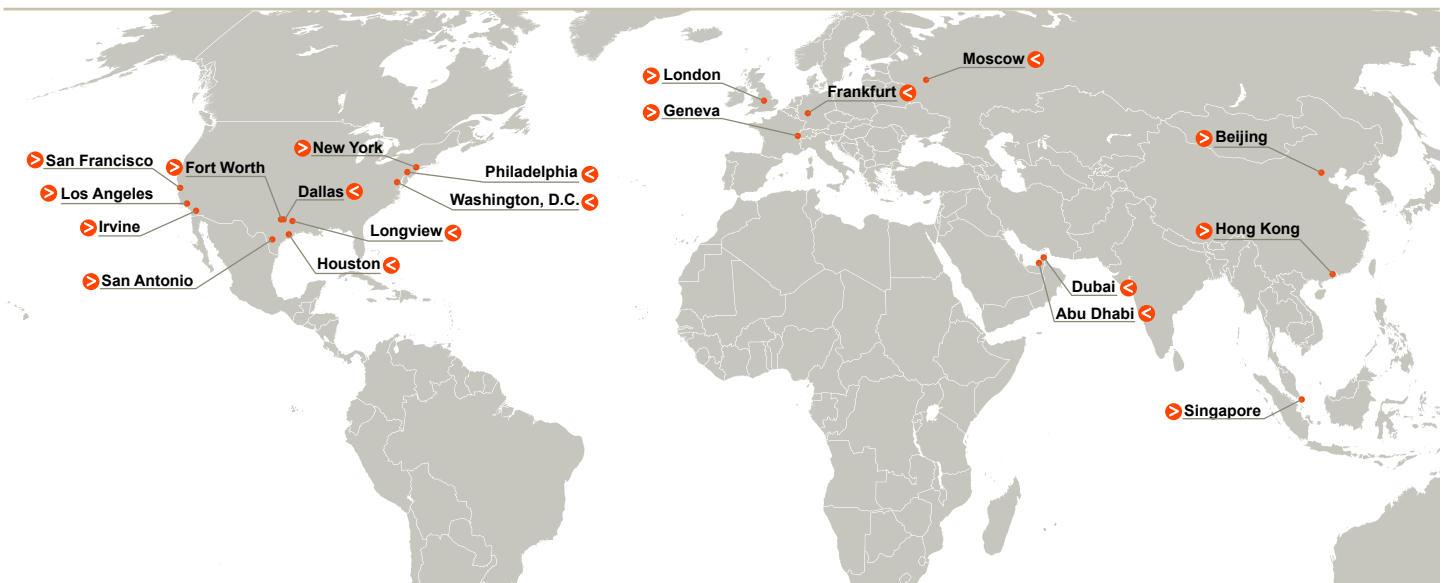 Moscow
London
Frankfurt
Geneva
Beijing
New York
San Francisco
Fort Worth
Philadelphia
Los Angeles
Dallas
Washington, D.C.
Irvine
Longview
Hong Kong
Houston
San Antonio
Dubai
Abu Dhabi
Singapore